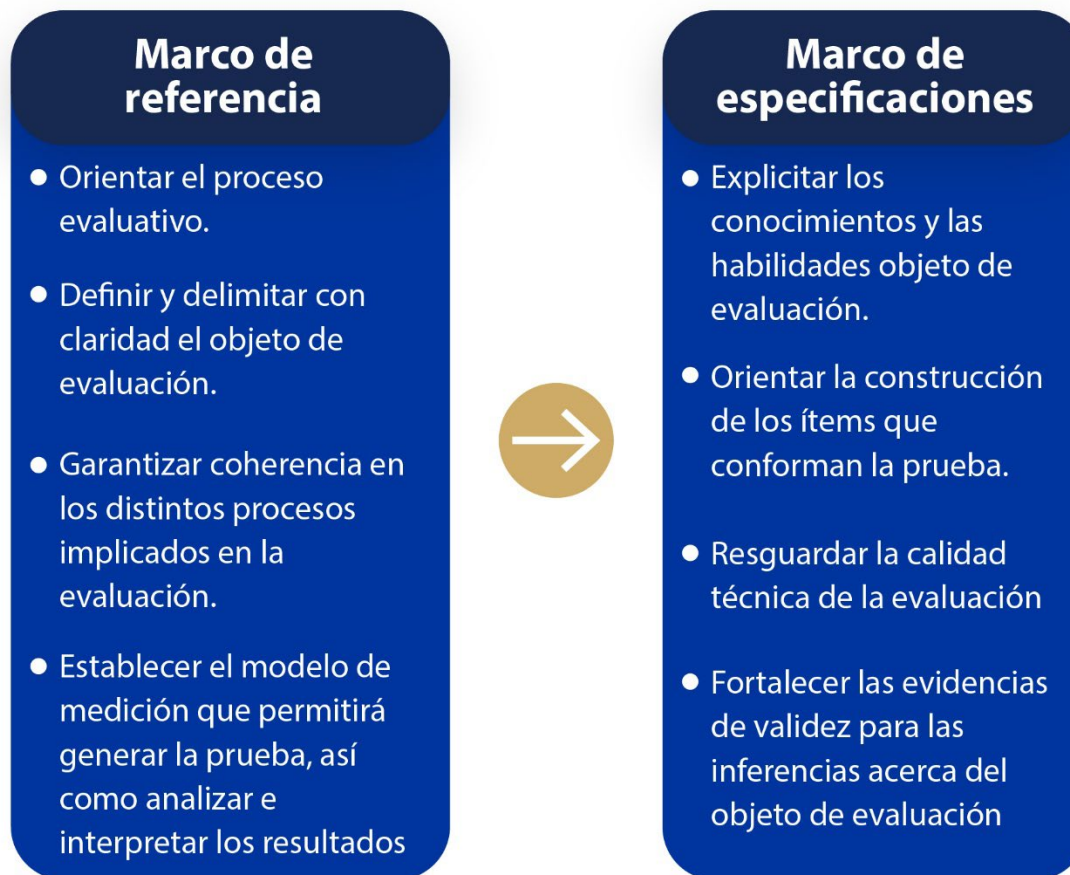 Marco de
referencia
• Orientar el proceso
evaluativo.
• Definir y delimitar con
claridad el objeto de
evaluación.
• Garantizar coherencia en
los distintos procesos
implicados en la
evaluación.
• Establecer el modelo de
medición que permitirá
generar la prueba, así
como analizar e
interpretar los resultados
Marco de
especificaciones
• Explicitar los
conocimientos y las
habilidades objeto de
evaluación.
• Orientar la construcción
de los ítems que
conforman la prueba.
• Resguardar la calidad
técnica de la evaluación
• Fortalecer las evidencias
de validez para las
inferencias acerca del
objeto de evaluación